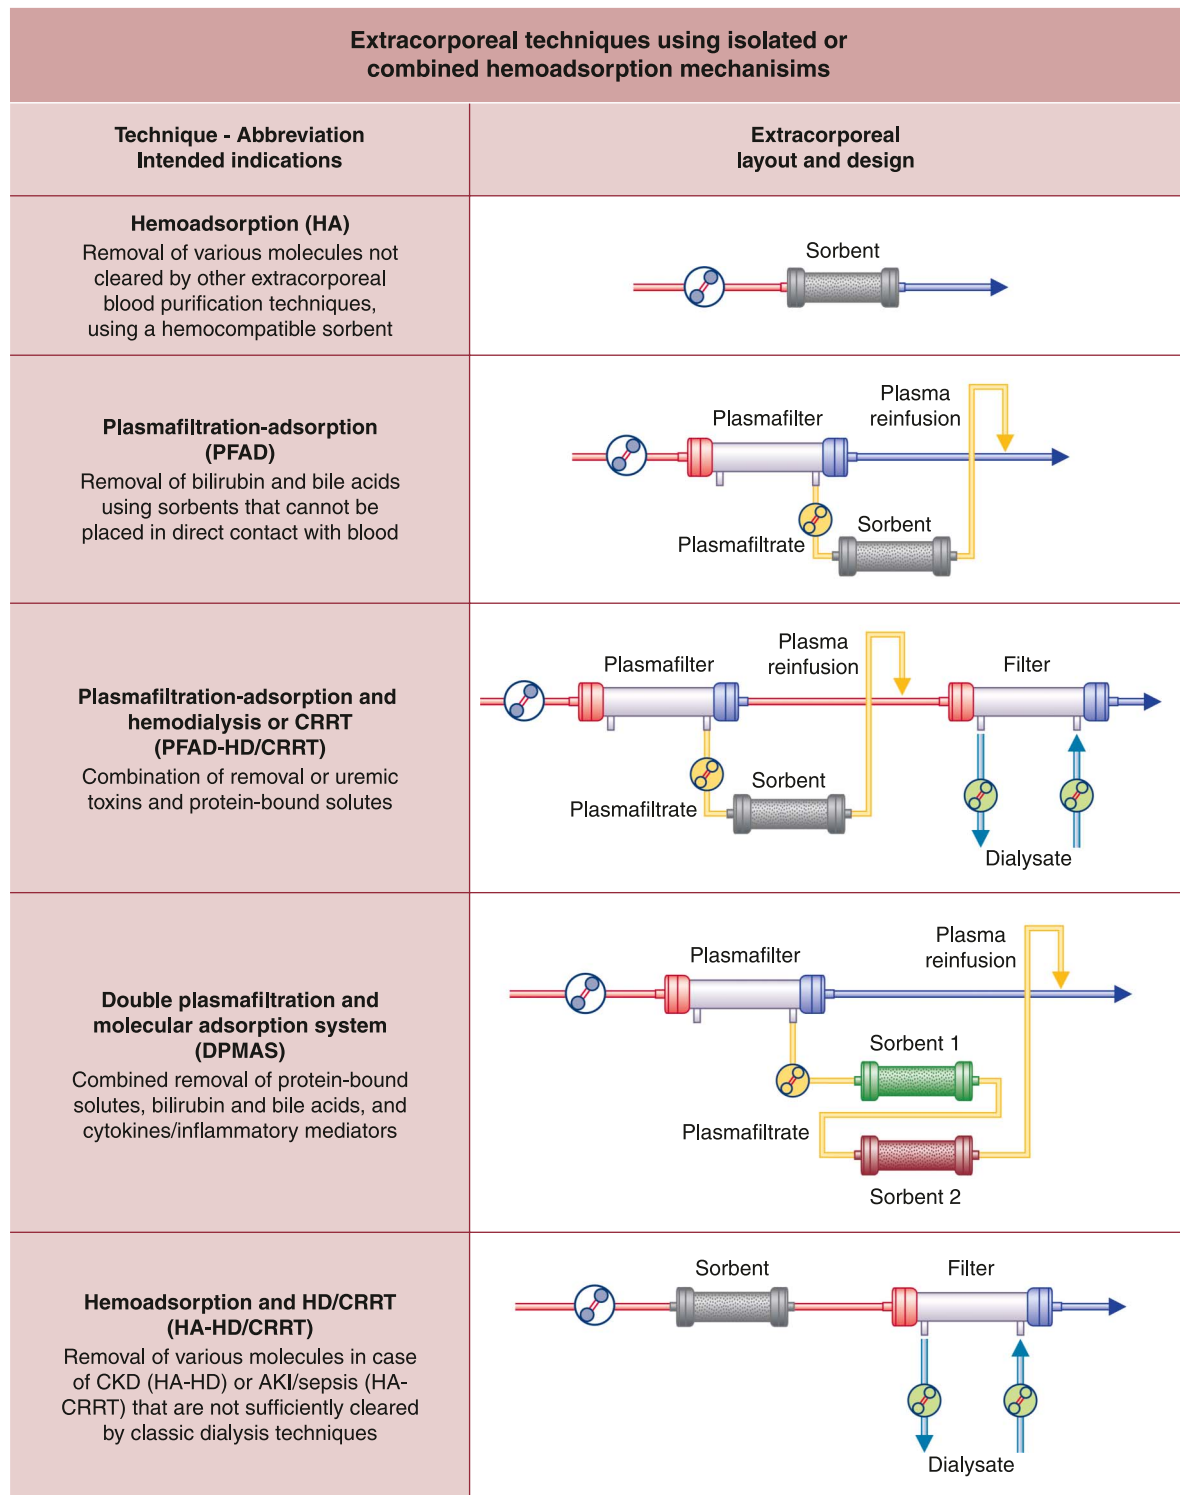 Extracorporeal techniques using isolated or
combined hemoadsorption mechanisims
Technique - Abbreviation
Intended indications
Extracorporeal
layout and design
Hemoadsorption (HA)
Removal of various molecules not
cleared by other extracorporeal
blood purification techniques,
using a hemocompatible sorbent
Sorbent
Plasmafiltration-adsorption
(PFAD)
Removal of bilirubin and bile acids
using sorbents that cannot be
placed in direct contact with blood
Plasmafilter
Plasma
reinfusion
Plasmafiltrate
Sorbent
Plasmafiltration-adsorption and
hemodialysis or CRRT
(PFAD-HD/CRRT)
Combination of removal or uremic
toxins and protein-bound solutes
Plasmafilter
Plasma
reinfusion
Filter
Plasmafiltrate
Sorbent
Dialysate
Double plasmafiltration and
molecular adsorption system
(DPMAS)
Combined removal of protein-bound
solutes, bilirubin and bile acids, and
cytokines/inflammatory mediators
Plasmafilter
Plasma
reinfusion
Sorbent 1
Plasmafiltrate
Sorbent 2
Hemoadsorption and HD/CRRT
(HA-HD/CRRT)
Removal of various molecules in case
of CKD (HA-HD) or AKI/sepsis (HA-
CRRT) that are not sufficiently cleared
by classic dialysis techniques
Sorbent
Filter
Dialysate